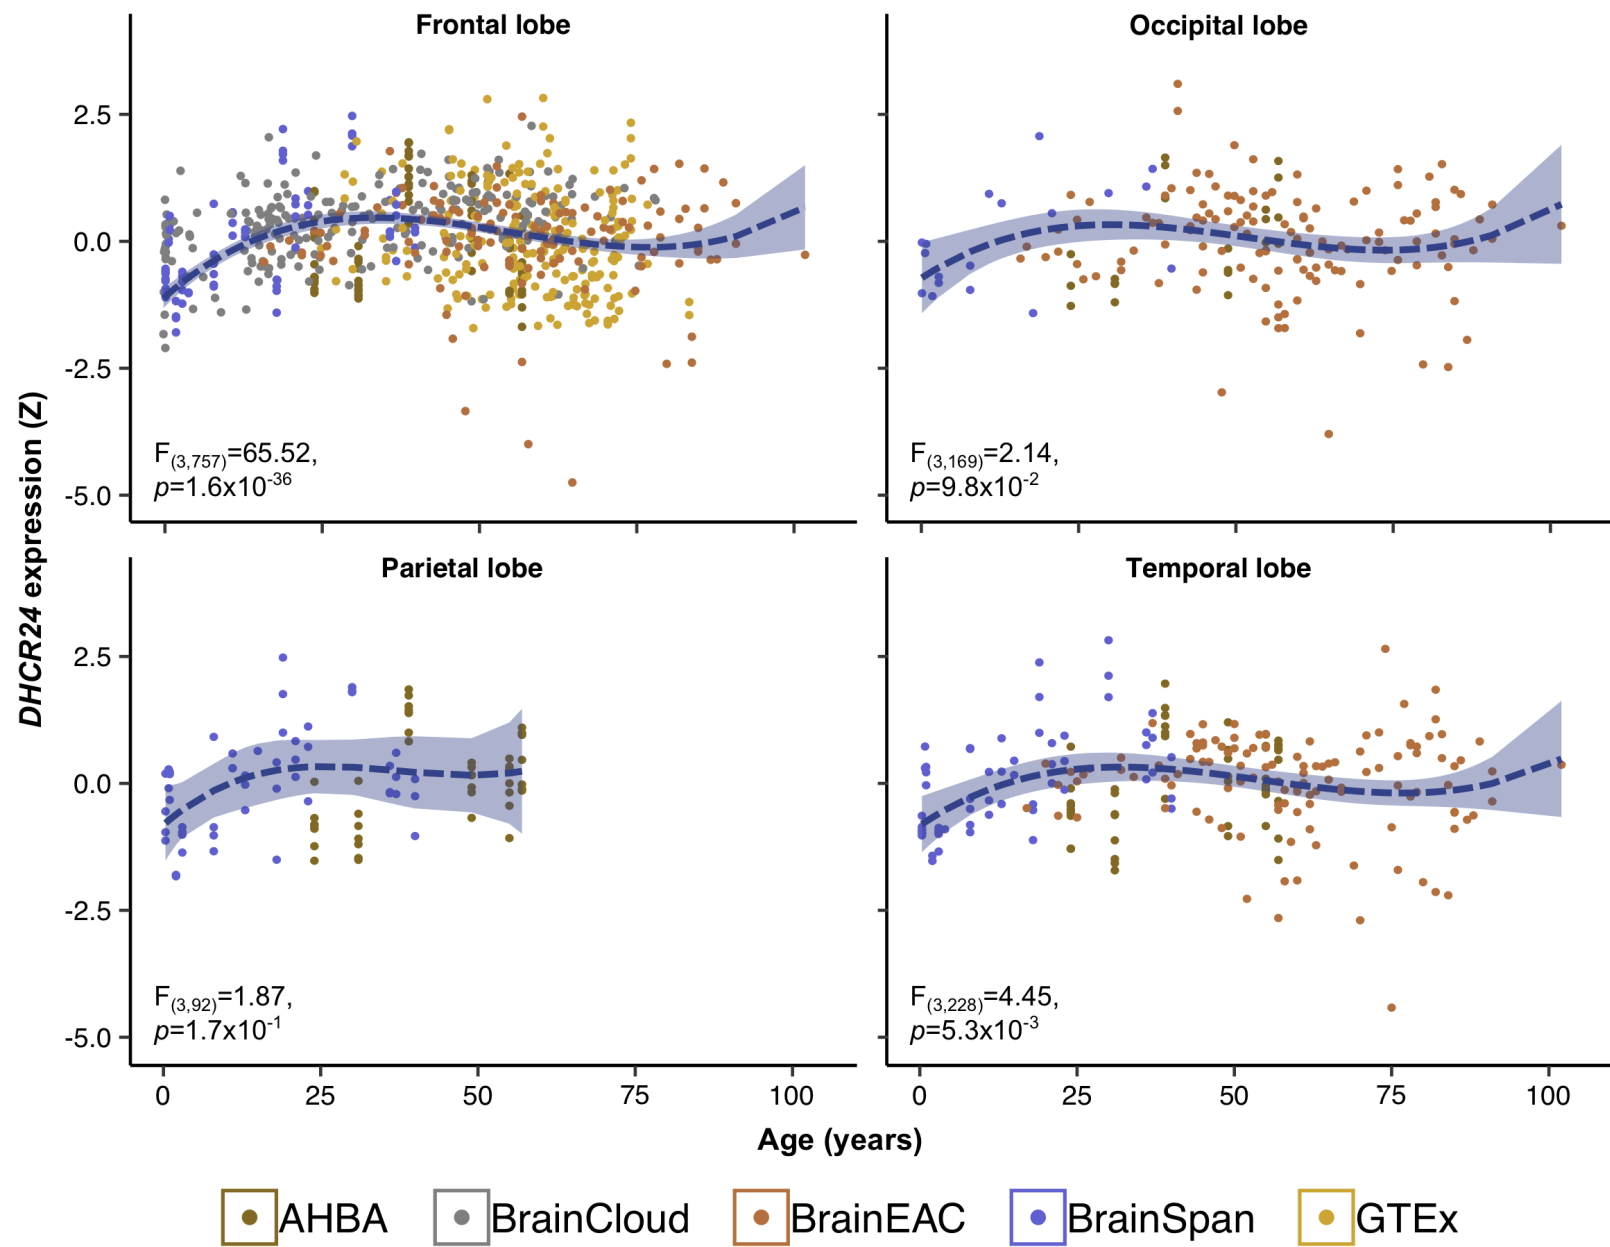 Frontal lobe
Occipital lobe
2.5
0.0
-2.5
-5.0
F(3,757)=65.52,
p=1.6x10-36
F(3,169)=2.14,
p=9.8x10-2
DHCR24 expression (Z)
Parietal lobe
Temporal lobe
2.5
0.0
-2.5
-5.0
F(3,92)=1.87,
p=1.7x10-1
F(3,228)=4.45,
p=5.3x10-3
0 25 50 75 100
0 25 50 75 100
Age (years)
AHBA BrainCloud BrainEAC BrainSpan GTEx